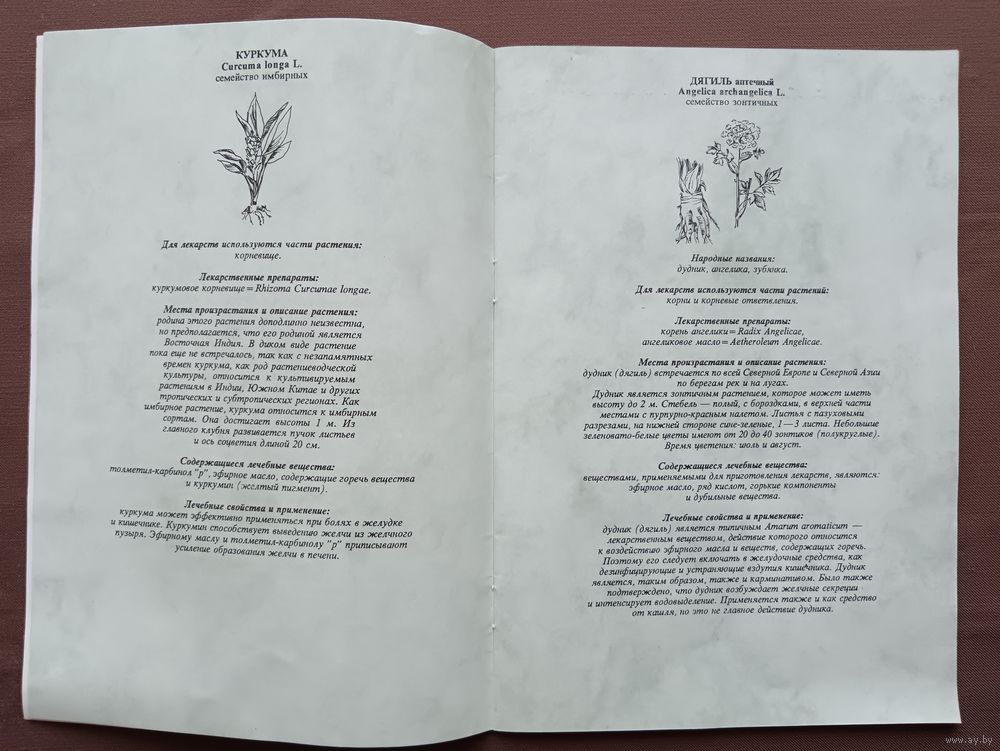 КУРКУМА
Curcuma longa L.
семейство имбирных
Для лекарств используются части растения:
корневище.
Лекарственные препараты:
куркумовое корневище = Rhizoma Curcumae longae.
Места произрастания и описание растения:
родина этого растения доподлинно неизвестна,
но предполагается, что его родиной является
Восточная Индия. В диком виде растение
пока еще не встречалось, так как с незапамятных
времен куркума, как род растениеводческой
культуры, относится к культивируемым
растениям в Индии, Южном Китае и других
тропических и субтропических регионах. Как
имбирное растение, куркума относится к имбирным
сортам. Она достигает высоты 1 м. Из
главного клубня развивается пучок листьев
и ось соцветия длиной 20 см.
Содержащиеся лечебные вещества:
толметил-карбинол "р", эфирное масло, содержащие горечь вещества
и куркумин (желтый пигмент).
Лечебные свойства и применение:
куркума может эффективно применяться при болях в желудке
и кишечнике. Куркумин способствует выведению желчи из желчного
пузыря. Эфирному маслу и толметил-карбинолу "р" приписывают
усиление образования желчи в печени.
ДЯГИЛЬ аптечный
Angelica archangelica L.
семейство зонтичных
Народные названия:
дудник, ангелика, зубянка.
Для лекарств используются части растений:
корни и корневые ответвления.
Лекарственные препараты:
корень ангелики = Radix Angelicae,
ангеликовое масло = Aetheroleum Angelicae.
Места произрастания и описание растения:
дудник (дягиль) встречается по всей Северной Европе и Северной Азии
по берегам рек и на лугах.
Дудник является зонтичным растением, которое может иметь
высоту до 2 м. Стебель — полый, с бороздками, в верхней части
местами с пурпурно-красным налетом. Листья с пазуховыми
разрезами, на нижней стороне сине-зеленые, 1—3 листа. Небольшие
зеленовато-белые цветы имеют от 20 до 40 зонтиков (полукруглые).
Время цветения: июль и август.
Содержащиеся лечебные вещества:
веществами, применяемыми для приготовления лекарств, являются:
эфирное масло, ряд кислот, горькие компоненты
и дубильные вещества.
Лечебные свойства и применение:
дудник (дягиль) является типичным Amarum aromaticum —
лекарственным веществом, действие которого относится
к воздействию эфирного масла и веществ, содержащих горечь.
Поэтому его следует включать в желудочные средства, как
дезинфицирующие и устраняющие вздутия кишечника. Дудник
является, таким образом, также и карминативом. Было также
подтверждено, что дудник возбуждает желчные секреции
и интенсирует водовыделение. Применяется также и как средство
от кашля, но это не главное действие дудника.
www.ay.by